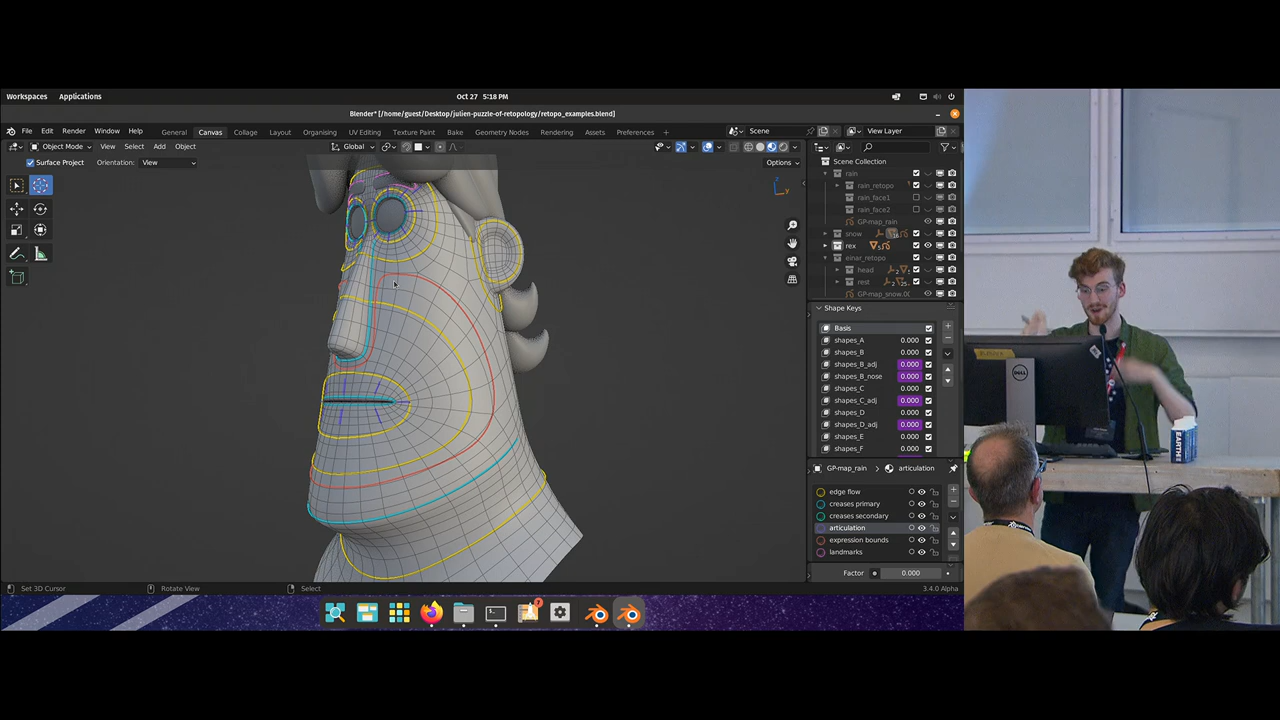 Workspaces Applications Oct 27 5:18 PM
Blender* [/home/guest/Desktop/julien-puzzle-of-retopology/retopo_examples.blend]
File Edit Render Window Help General Canvas Collage Layout Organising UV Editing Texture Paint Bake Geometry Nodes Rendering Assets Preferences + Scene View Layer
Object Mode View Select Add Object Global
Surface Project Orientation: View Options
Scene Collection
rain
rain_retopo
rain_face1
rain_face2
GP-map_rain
snow
rex
einar_retopo
head
rest
Shape Keys
Basis
shapes_A 0.000
shapes_B 0.000
shapes_B_adj 0.000
shapes_B_nose 0.000
shapes_C 0.000
shapes_C_adj 0.000
shapes_D 0.000
shapes_D_adj 0.000
shapes_E 0.000
shapes_F 0.000
GP-map_rain > articulation
edge flow
creases primary
creases secondary
articulation
expression bounds
landmarks
Factor 0.000
Set 3D Cursor Rotate View Select 3.4.0 Alpha
DELL
EARTH